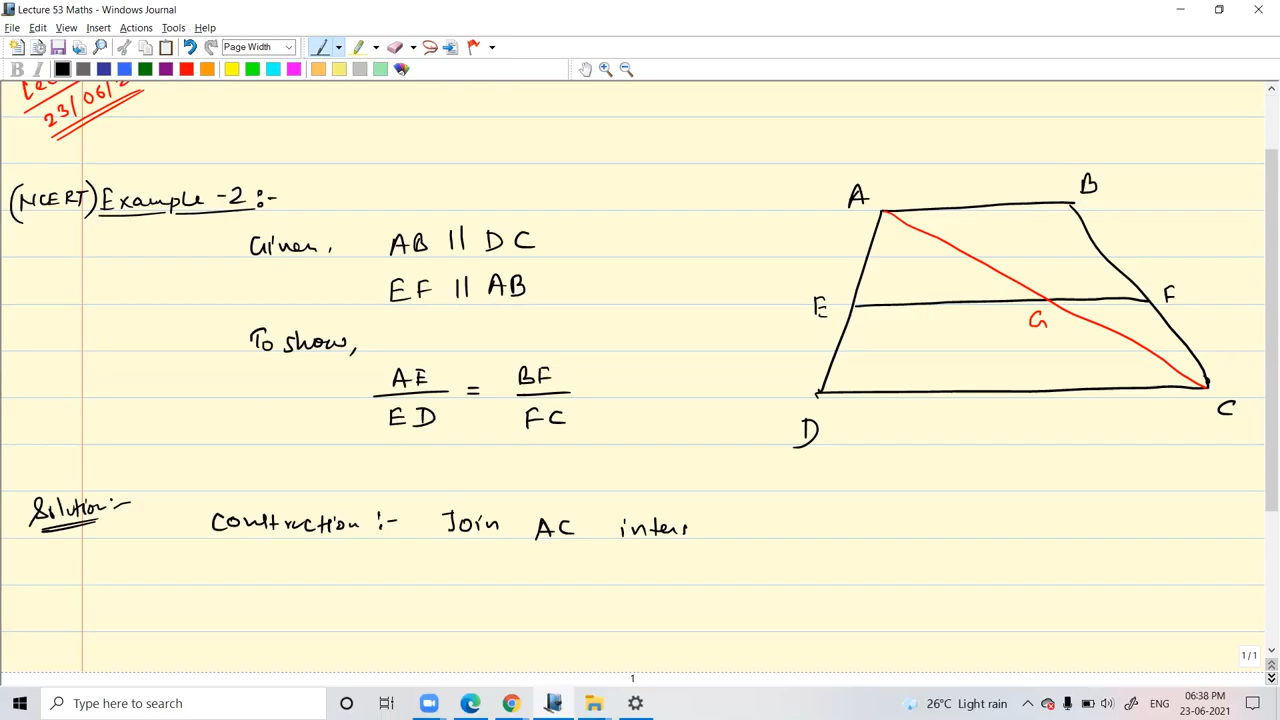 Lecture 53 Maths - Windows Journal
File Edit View Insert Actions Tools Help
Page Width
B I
23/06/2
(NCERT) Example -2 :-
Given, AB || DC
EF || AB
To show,
AE/ED = BF/FC
A B
E F
G
D C
Solution :- Construction :- Join AC inters
1/1
1
Type here to search
26°C Light rain
ENG
06:38 PM
23-06-2021